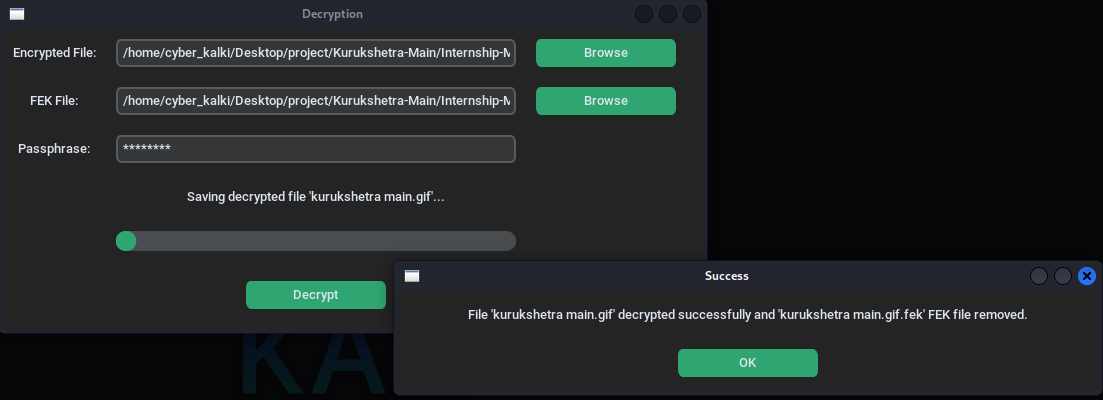 Decryption
Encrypted File: /home/cyber_kalki/Desktop/project/Kurukshetra-Main/Internship-M Browse
FEK File: /home/cyber_kalki/Desktop/project/Kurukshetra-Main/Internship-M Browse
Passphrase: ********
Saving decrypted file 'kurukshetra main.gif'...
Decrypt
Success
File 'kurukshetra main.gif' decrypted successfully and 'kurukshetra main.gif.fek' FEK file removed.
OK
KA